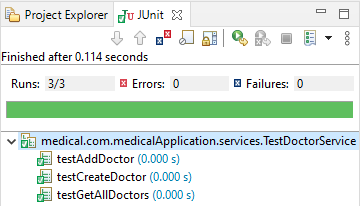 Project Explorer JUnit
Finished after 0.114 seconds
Runs: 3/3 Errors: 0 Failures: 0
medical.com.medicalApplication.services.TestDoctorService
testAddDoctor (0.000 s)
testCreateDoctor (0.000 s)
testGetAllDoctors (0.000 s)